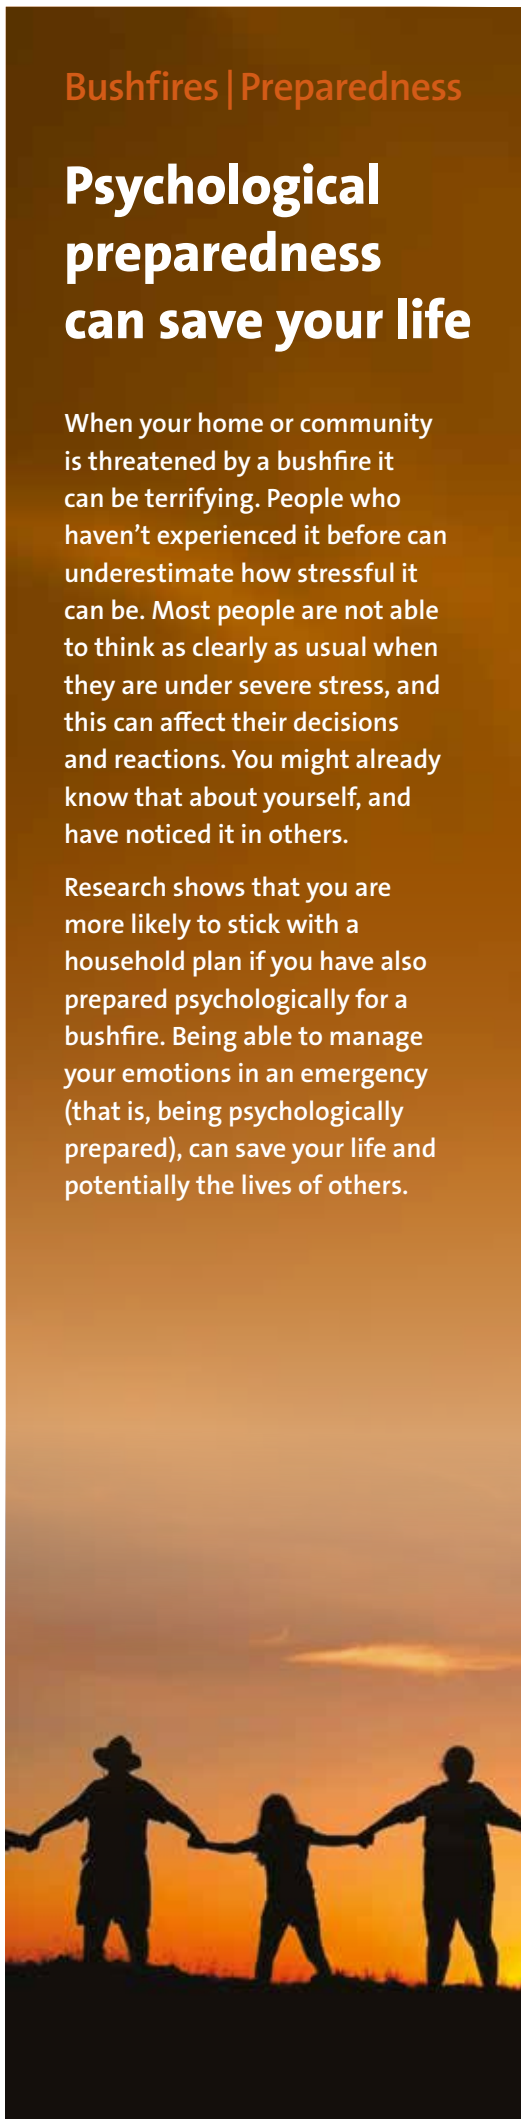 Bushfires | Preparedness
Psychological
preparedness
can save your life
When your home or community
is threatened by a bushfire it
can be terrifying. People who
haven’t experienced it before can
underestimate how stressful it
can be. Most people are not able
to think as clearly as usual when
they are under severe stress, and
this can affect their decisions
and reactions. You might already
know that about yourself, and
have noticed it in others.
Research shows that you are
more likely to stick with a
household plan if you have also
prepared psychologically for a
bushfire. Being able to manage
your emotions in an emergency
(that is, being psychologically
prepared), can save your life and
potentially the lives of others.